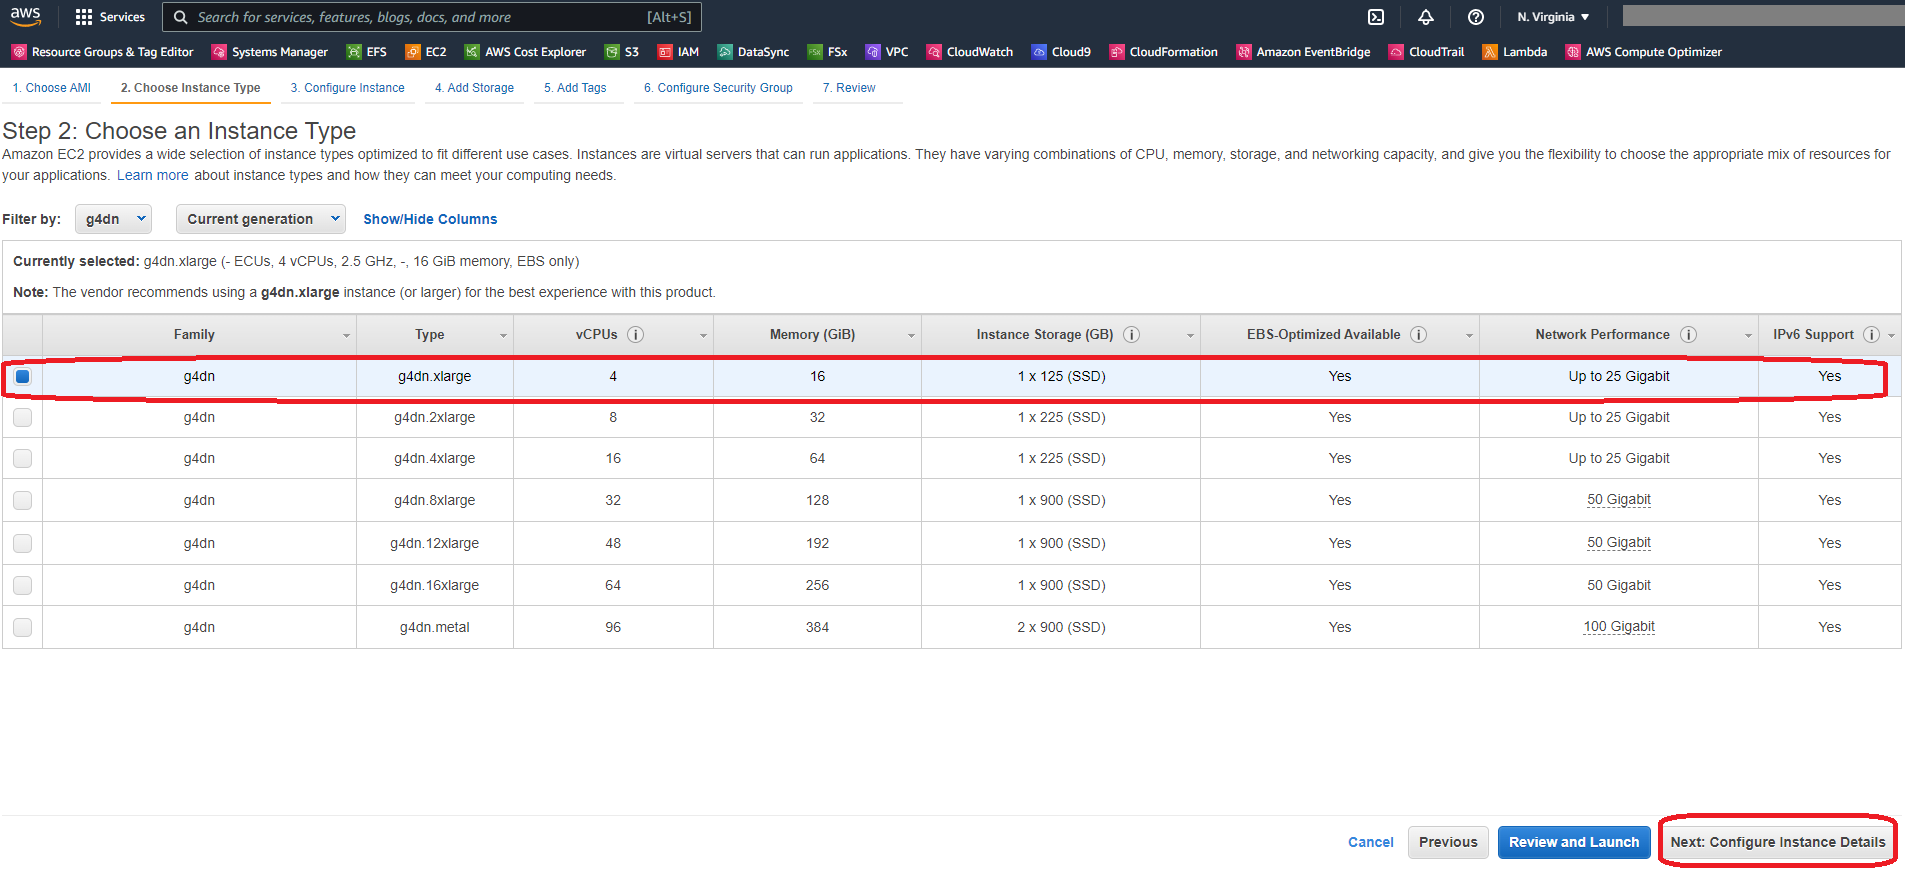 aws Services Search for services, features, blogs, docs, and more [Alt+S] N. Virginia
Resource Groups & Tag Editor Systems Manager EFS EC2 AWS Cost Explorer S3 IAM DataSync FSx VPC CloudWatch Cloud9 CloudFormation Amazon EventBridge CloudTrail Lambda AWS Compute Optimizer
1. Choose AMI 2. Choose Instance Type 3. Configure Instance 4. Add Storage 5. Add Tags 6. Configure Security Group 7. Review
Step 2: Choose an Instance Type
Amazon EC2 provides a wide selection of instance types optimized to fit different use cases. Instances are virtual servers that can run applications. They have varying combinations of CPU, memory, storage, and networking capacity, and give you the flexibility to choose the appropriate mix of resources for
your applications. Learn more about instance types and how they can meet your computing needs.
Filter by: g4dn Current generation Show/Hide Columns
Currently selected: g4dn.xlarge (- ECUs, 4 vCPUs, 2.5 GHz, -, 16 GiB memory, EBS only)
Note: The vendor recommends using a g4dn.xlarge instance (or larger) for the best experience with this product.
Family Type vCPUs Memory (GiB) Instance Storage (GB) EBS-Optimized Available Network Performance IPv6 Support
g4dn g4dn.xlarge 4 16 1 x 125 (SSD) Yes Up to 25 Gigabit Yes
g4dn g4dn.2xlarge 8 32 1 x 225 (SSD) Yes Up to 25 Gigabit Yes
g4dn g4dn.4xlarge 16 64 1 x 225 (SSD) Yes Up to 25 Gigabit Yes
g4dn g4dn.8xlarge 32 128 1 x 900 (SSD) Yes 50 Gigabit Yes
g4dn g4dn.12xlarge 48 192 1 x 900 (SSD) Yes 50 Gigabit Yes
g4dn g4dn.16xlarge 64 256 1 x 900 (SSD) Yes 50 Gigabit Yes
g4dn g4dn.metal 96 384 2 x 900 (SSD) Yes 100 Gigabit Yes
Cancel Previous Review and Launch Next: Configure Instance Details